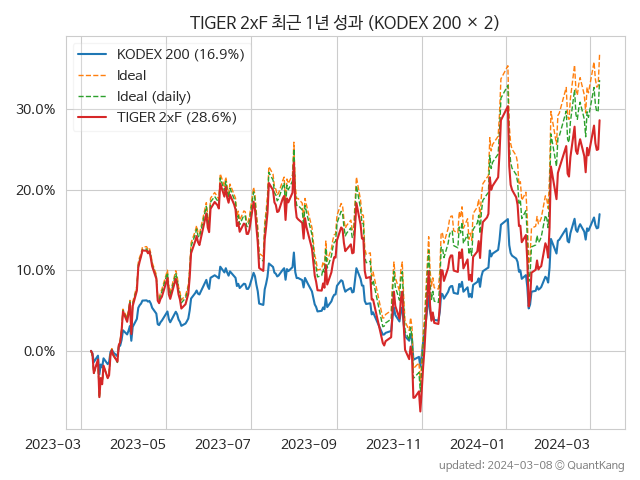 TIGER 2xF 최근 1년 성과 (KODEX 200 × 2)
KODEX 200 (16.9%)
Ideal
Ideal (daily)
TIGER 2xF (28.6%)
30.0%
20.0%
10.0%
0.0%
2023-03 2023-05 2023-07 2023-09 2023-11 2024-01 2024-03
updated: 2024-03-08 © QuantKang